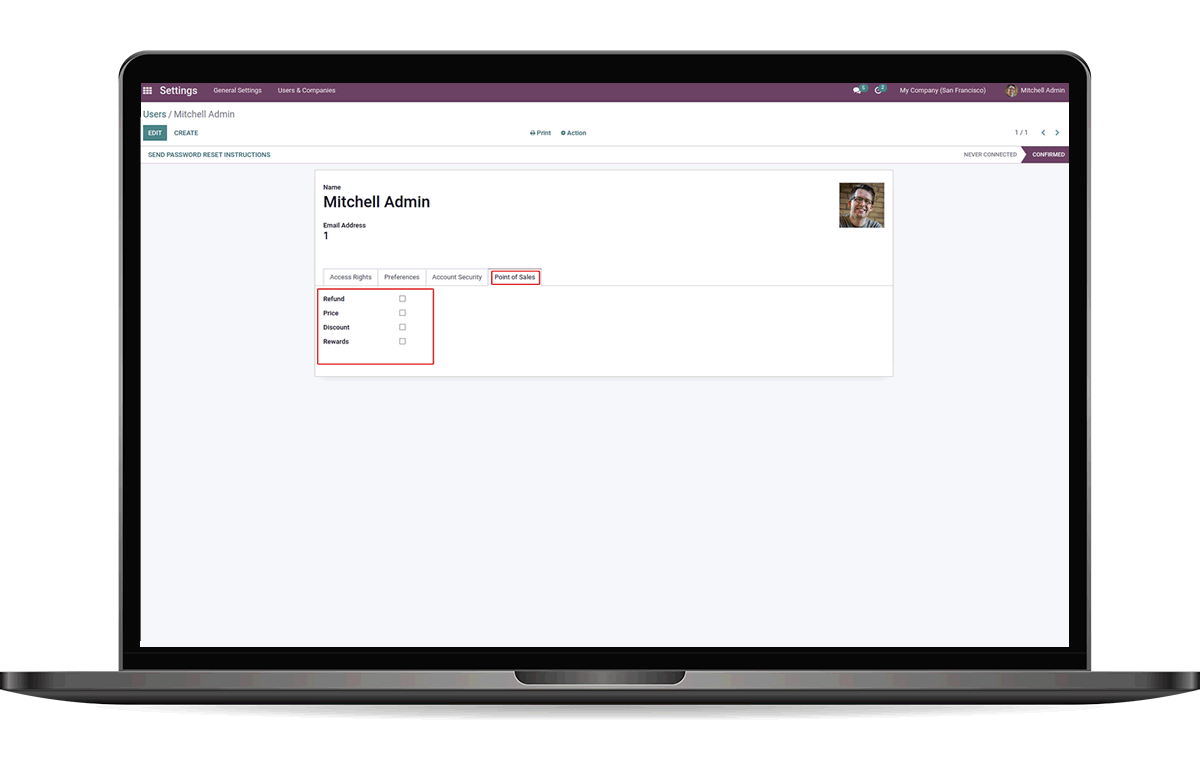 Settings General Settings Users & Companies 5 2 My Company (San Francisco) Mitchell Admin
Users / Mitchell Admin
EDIT CREATE Print Action 1 / 1
SEND PASSWORD RESET INSTRUCTIONS NEVER CONNECTED CONFIRMED
Name
Mitchell Admin
Email Address
1
Access Rights Preferences Account Security Point of Sales
Refund
Price
Discount
Rewards